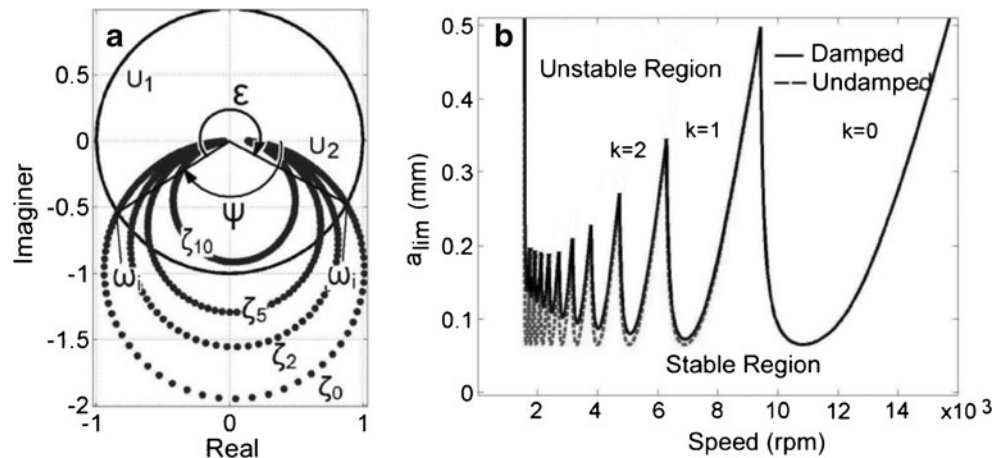 a
0.5
0
-0.5
-1
-1.5
-2
-1
0
1
Imaginer
Real
U1
U2
ε
ψ
ωi
ωi
ζ10
ζ5
ζ2
ζ0
b
0.5
0.4
0.3
0.2
0.1
0
alim (mm)
Unstable Region
Damped
Undamped
k=2
k=1
k=0
Stable Region
2
4
6
8
10
12
14
x10 3
Speed (rpm)